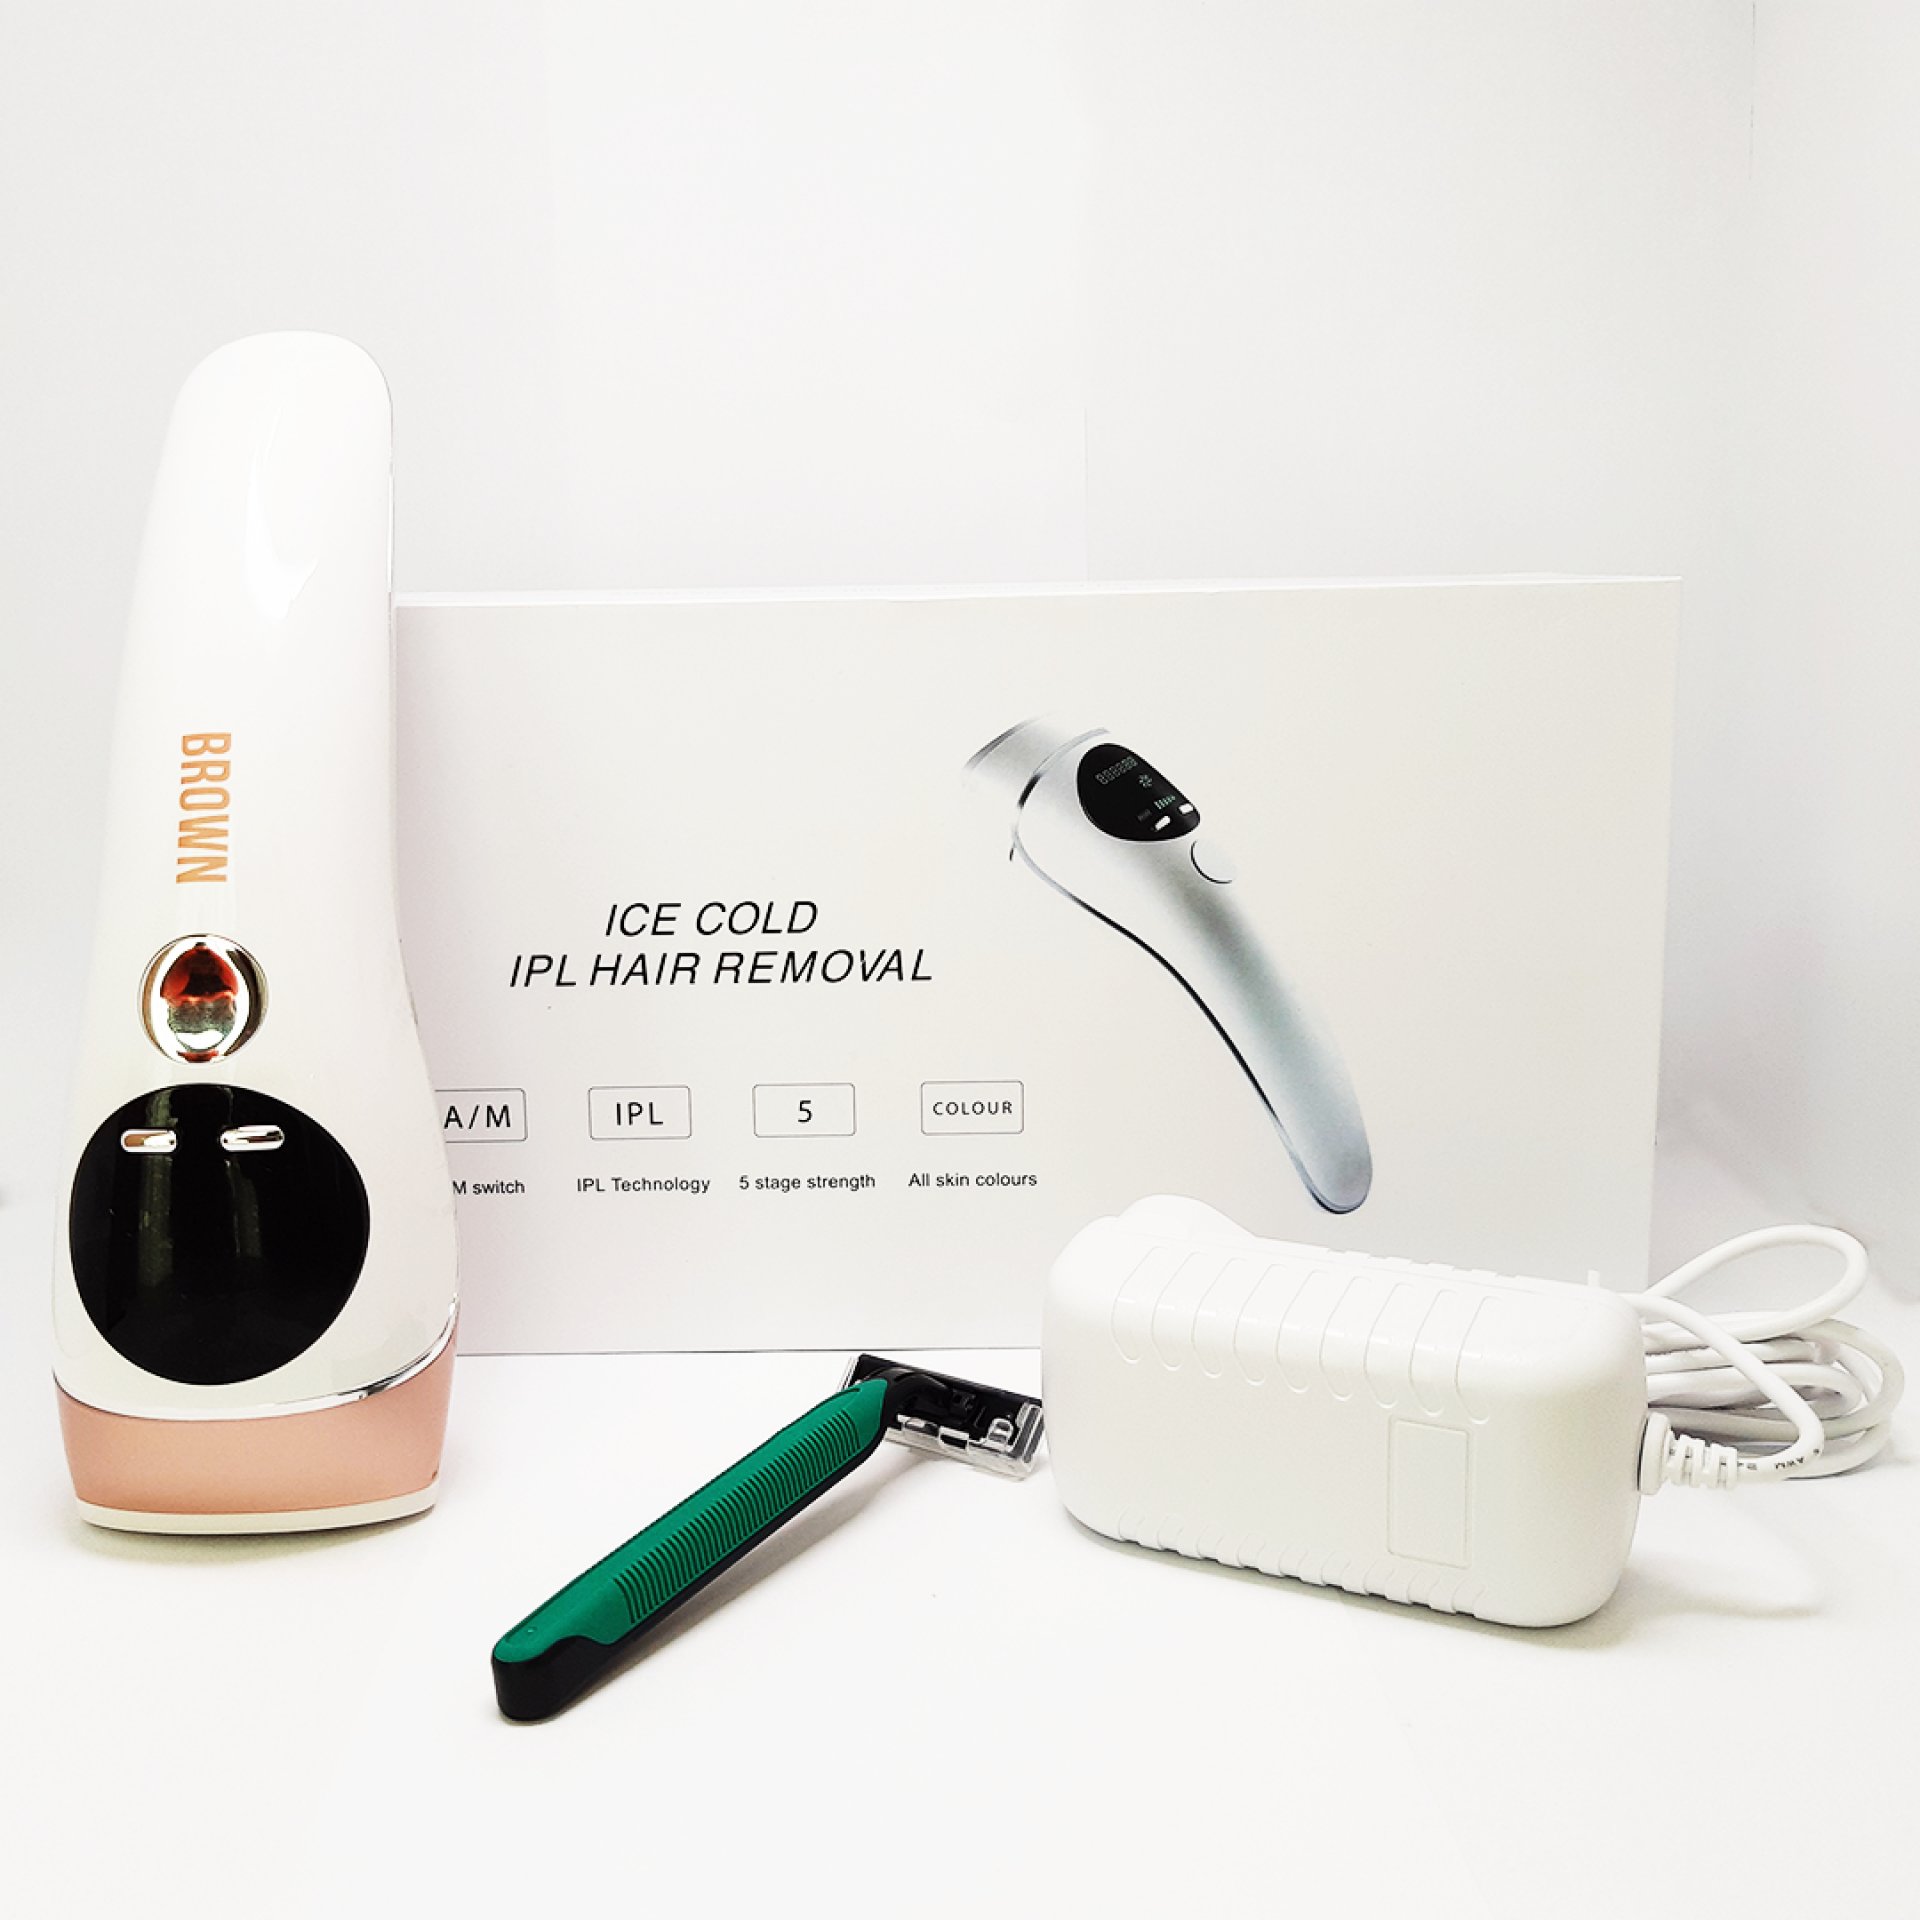 BROWN
ICE COLD
IPL HAIR REMOVAL
A/M
IPL
5
COLOUR
M switch
IPL Technology
5 stage strength
All skin colours